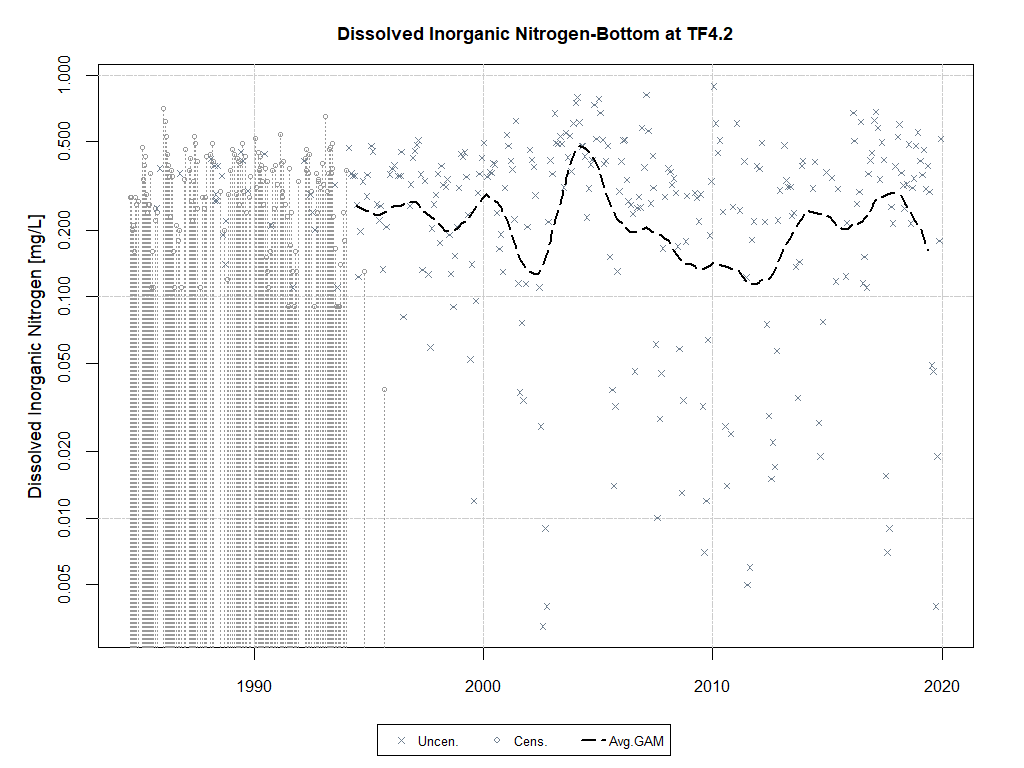 Dissolved Inorganic Nitrogen-Bottom at TF4.2
Dissolved Inorganic Nitrogen [mg/L]
1.000
0.500
0.200
0.100
0.050
0.020
0.010
0.005
1990 2000 2010 2020
Uncen. Cens. Avg.GAM